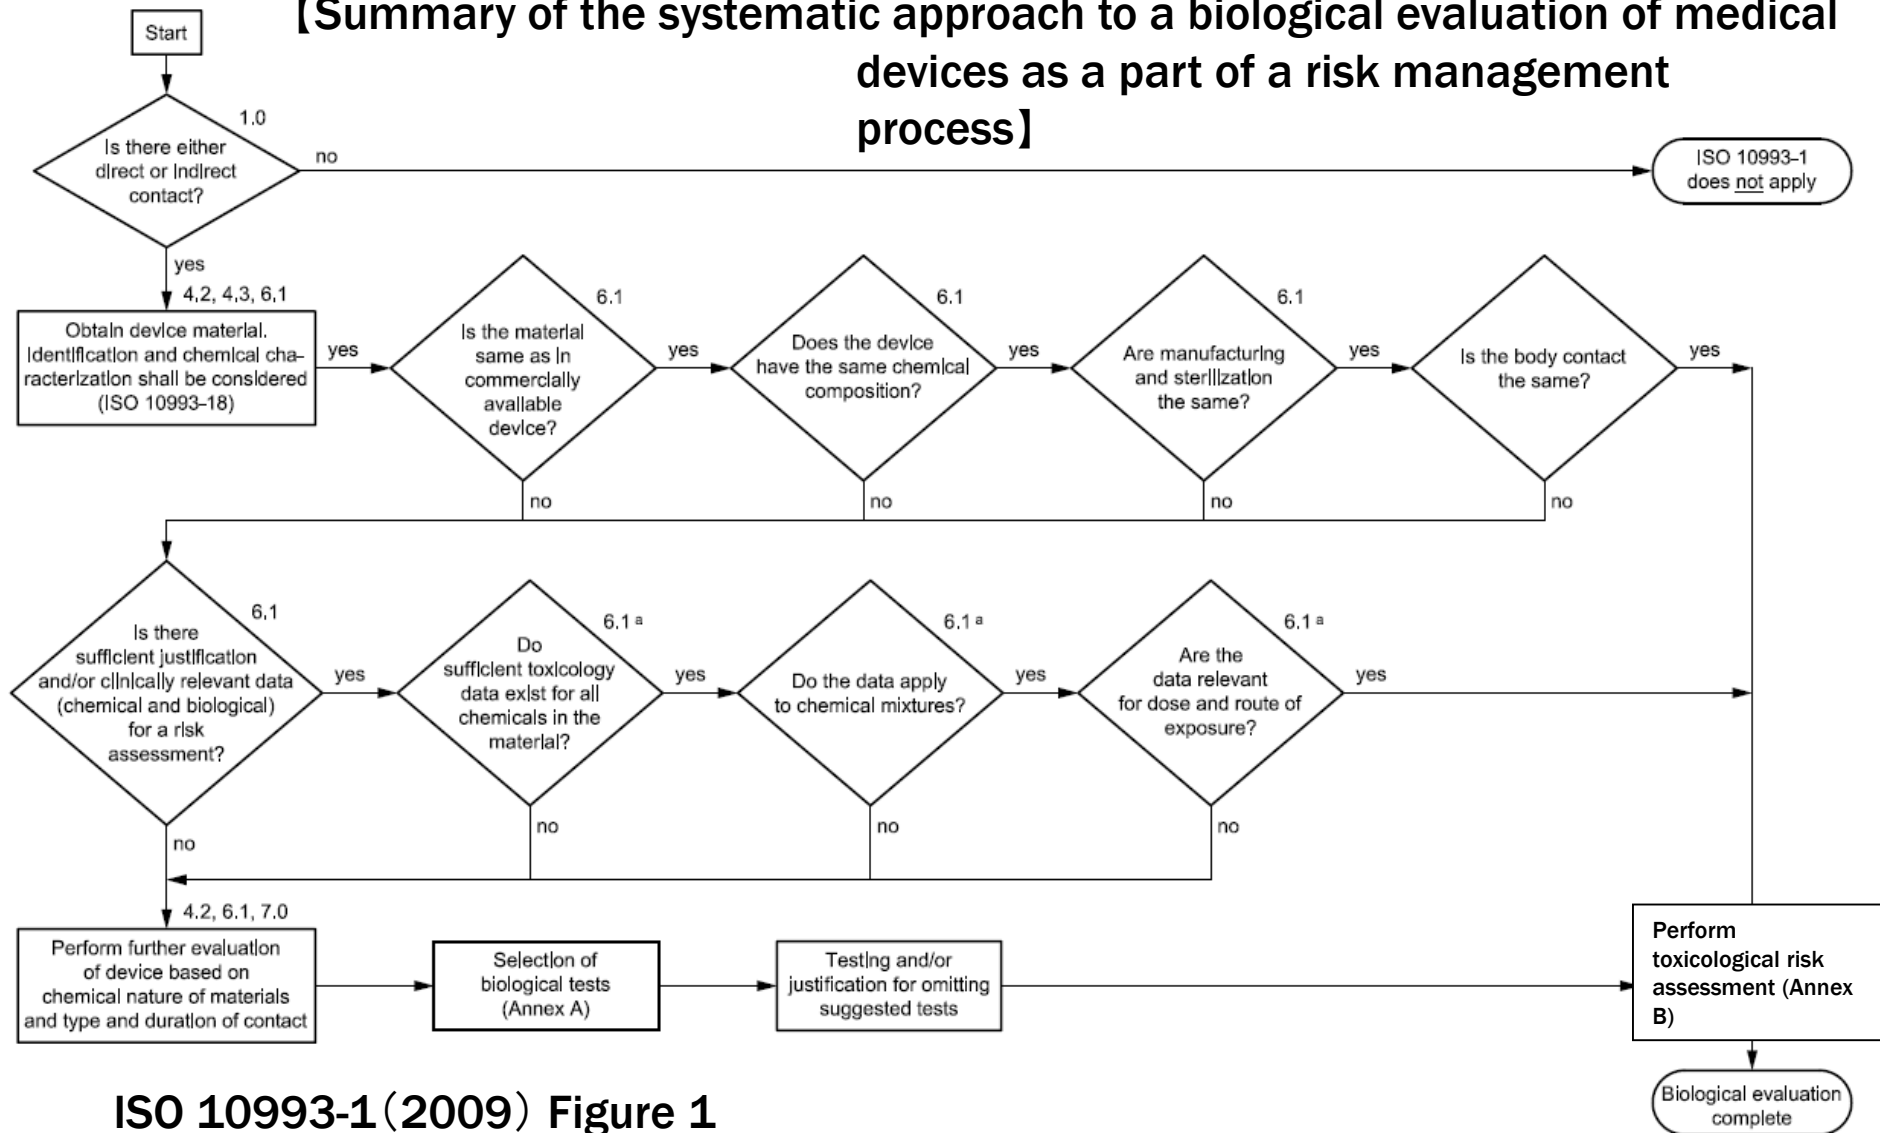 【Summary of the systematic approach to a biological evaluation of medical
devices as a part of a risk management
process】
Start
1.0
Is there either
direct or indirect
contact?
no
ISO 10993-1
does not apply
yes
4.2, 4.3, 6.1
Obtain device material.
Identification and chemical cha-
racterization shall be considered
(ISO 10993-18)
yes
6.1
Is the material
same as in
commercially
available
device?
yes
6.1
Does the device
have the same chemical
composition?
yes
6.1
Are manufacturing
and sterilization
the same?
yes
Is the body contact
the same?
yes
no
no
no
no
6.1
Is there
sufficient justification
and/or clinically relevant data
(chemical and biological)
for a risk
assessment?
yes
6.1 a
Do
sufficient toxicology
data exist for all
chemicals in the
material?
yes
6.1 a
Do the data apply
to chemical mixtures?
yes
6.1 a
Are the
data relevant
for dose and route of
exposure?
yes
no
no
no
no
4.2, 6.1, 7.0
Perform further evaluation
of device based on
chemical nature of materials
and type and duration of contact
Selection of
biological tests
(Annex A)
Testing and/or
justification for omitting
suggested tests
Perform
toxicological risk
assessment (Annex
B)
Biological evaluation
complete
ISO 10993-1（2009） Figure 1